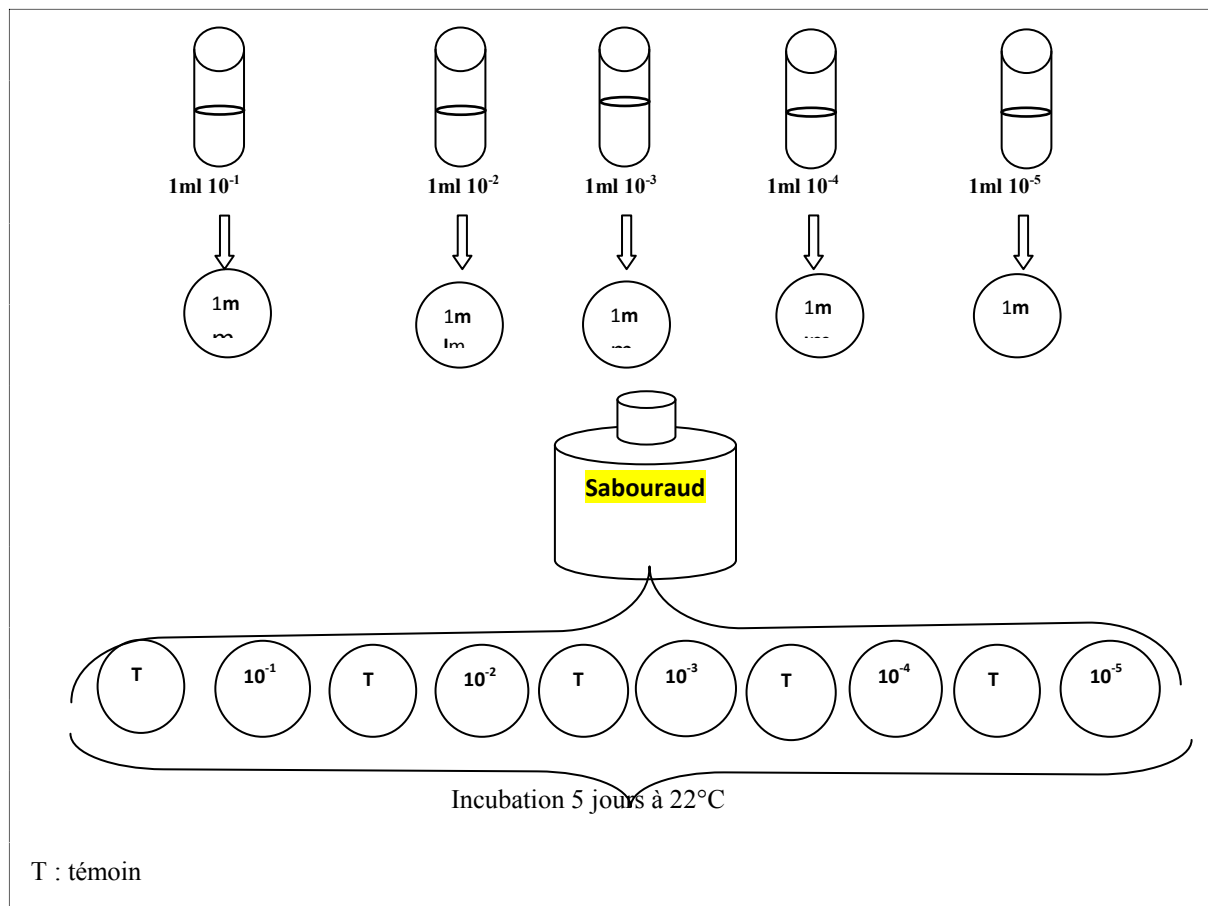 1ml 10⁻¹ 1ml 10⁻² 1ml 10⁻³ 1ml 10⁻⁴ 1ml 10⁻⁵
1m 1m 1m 1m 1m
Sabouraud
T 10⁻¹ T 10⁻² T 10⁻³ T 10⁻⁴ T 10⁻⁵
Incubation 5 jours à 22°C
T : témoin